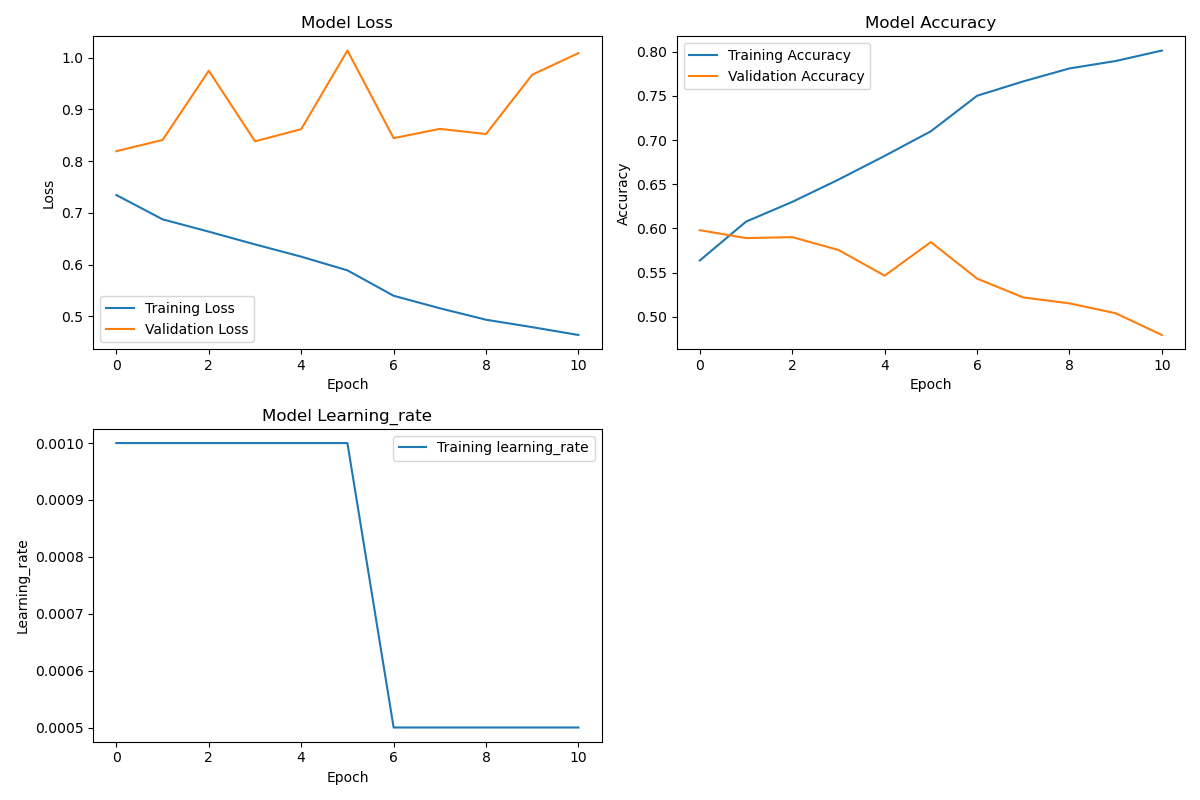 Model Loss
1.0
0.9
0.8
0.7
0.6
0.5
Loss
Training Loss
Validation Loss
0 2 4 6 8 10
Epoch
Model Accuracy
Training Accuracy
Validation Accuracy
0.80
0.75
0.70
0.65
0.60
0.55
0.50
Accuracy
0 2 4 6 8 10
Epoch
Model Learning_rate
Training learning_rate
0.0010
0.0009
0.0008
0.0007
0.0006
0.0005
Learning_rate
0 2 4 6 8 10
Epoch